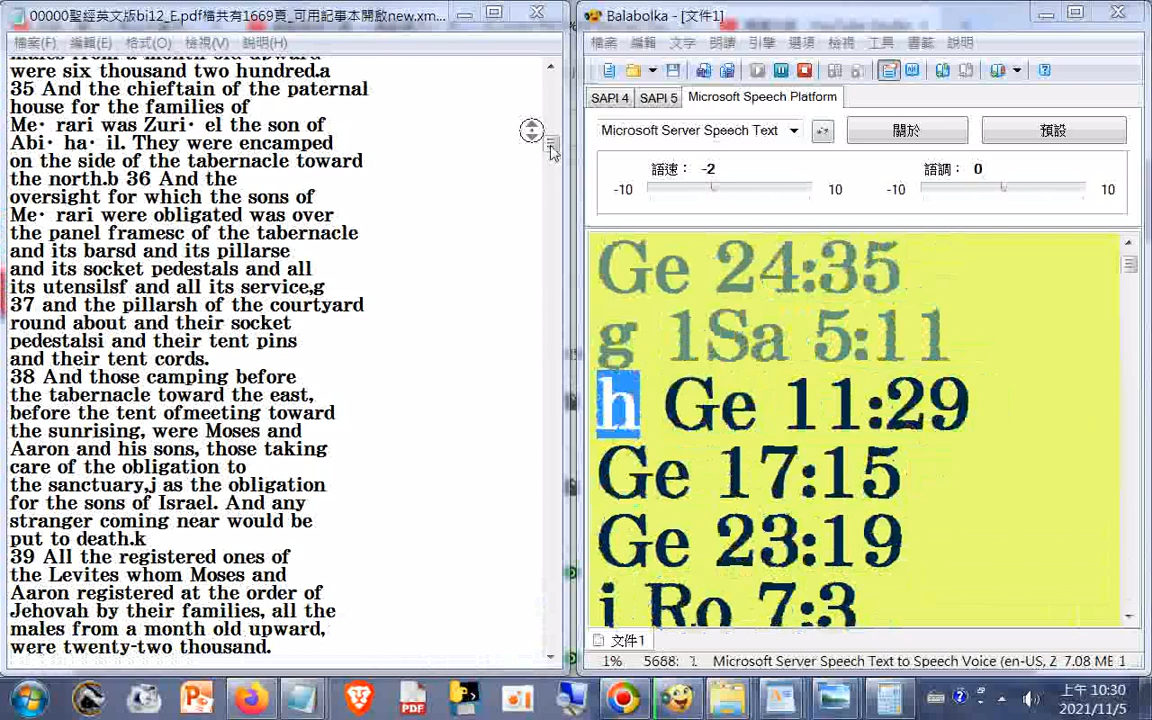 00000聖經英文版bi12_E.pdf檔共有1669頁_可用記事本開啟new.xm...
檔案(F) 編輯(E) 格式(O) 檢視(V) 說明(H)
males from a month old upward
were six thousand two hundred.a
35 And the chieftain of the paternal
house for the families of
Me· rari was Zuri· el the son of
Abi· ha· il. They were encamped
on the side of the tabernacle toward
the north.b 36 And the
oversight for which the sons of
Me· rari were obligated was over
the panel framesc of the tabernacle
and its barsd and its pillarse
and its socket pedestals and all
its utensilsf and all its service,g
37 and the pillarsh of the courtyard
round about and their socket
pedestalsi and their tent pins
and their tent cords.
38 And those camping before
the tabernacle toward the east,
before the tent ofmeeting toward
the sunrising, were Moses and
Aaron and his sons, those taking
care of the obligation to
the sanctuary,j as the obligation
for the sons of Israel. And any
stranger coming near would be
put to death.k
39 All the registered ones of
the Levites whom Moses and
Aaron registered at the order of
Jehovah by their families, all the
males from a month old upward,
were twenty-two thousand.
Balabolka - [文件1]
檔案 編輯 文字 朗讀 引擎 選項 檢視 工具 書籤 說明
SAPI 4 SAPI 5 Microsoft Speech Platform
Microsoft Server Speech Text 關於 預設
語速： -2 語調： 0
-10 10 -10 10
Ge 24:35
g 1Sa 5:11
h Ge 11:29
Ge 17:15
Ge 23:19
i Ro 7:3
文件1
1% 5688: Microsoft Server Speech Text to Speech Voice (en-US, Z 7.08 ME 1
上午 10:30
2021/11/5